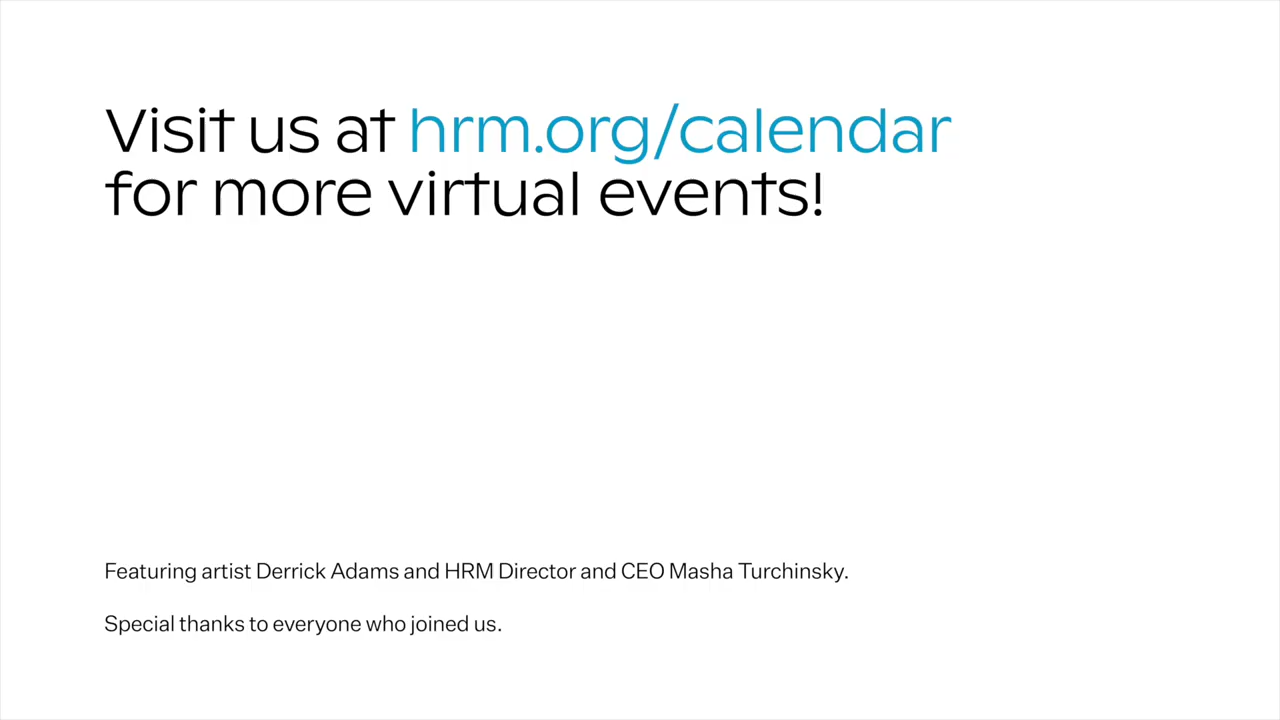 Visit us at hrm.org/calendar
for more virtual events!
Featuring artist Derrick Adams and HRM Director and CEO Masha Turchinsky.
Special thanks to everyone who joined us.